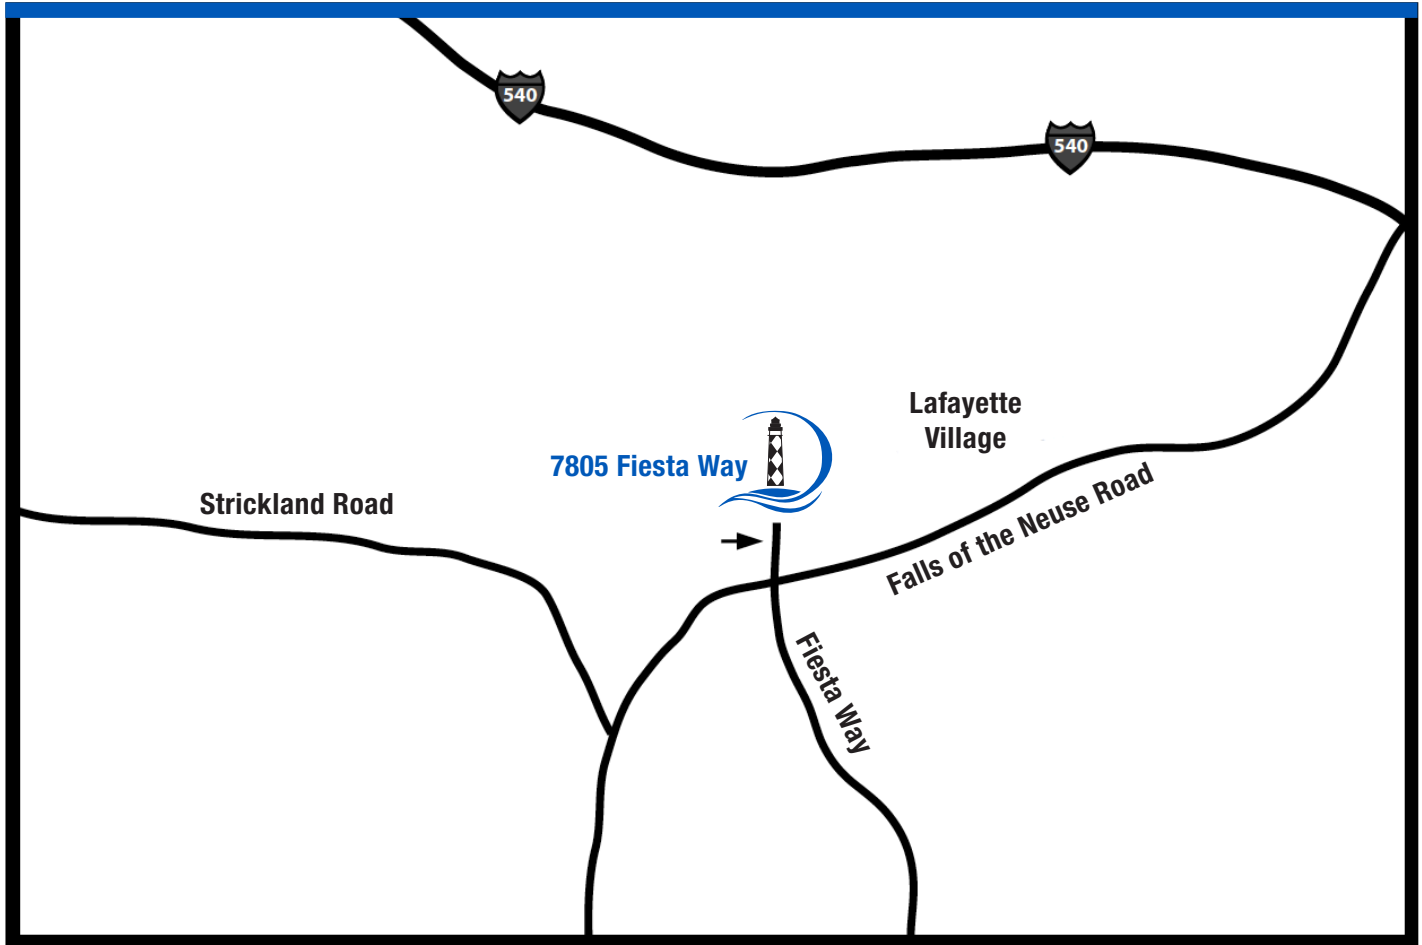 540
540
Lafayette
Village
7805 Fiesta Way
Strickland Road
Falls of the Neuse Road
Fiesta Way